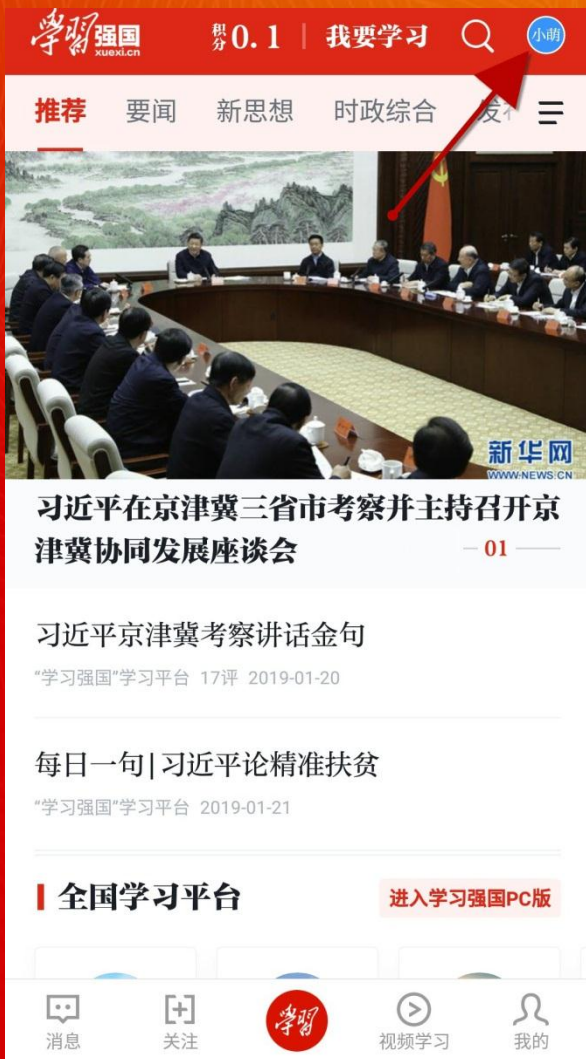 学习强国
xuexi.cn
积分 0.1
我要学习
小萌
推荐 要闻 新思想 时政综合
新华网
WWW.NEWS.CN
习近平在京津冀三省市考察并主持召开京
津冀协同发展座谈会
01
习近平京津冀考察讲话金句
“学习强国”学习平台 17评 2019-01-20
每日一句|习近平论精准扶贫
“学习强国”学习平台 2019-01-21
全国学习平台
进入学习强国PC版
消息 关注 学习 视频学习 我的